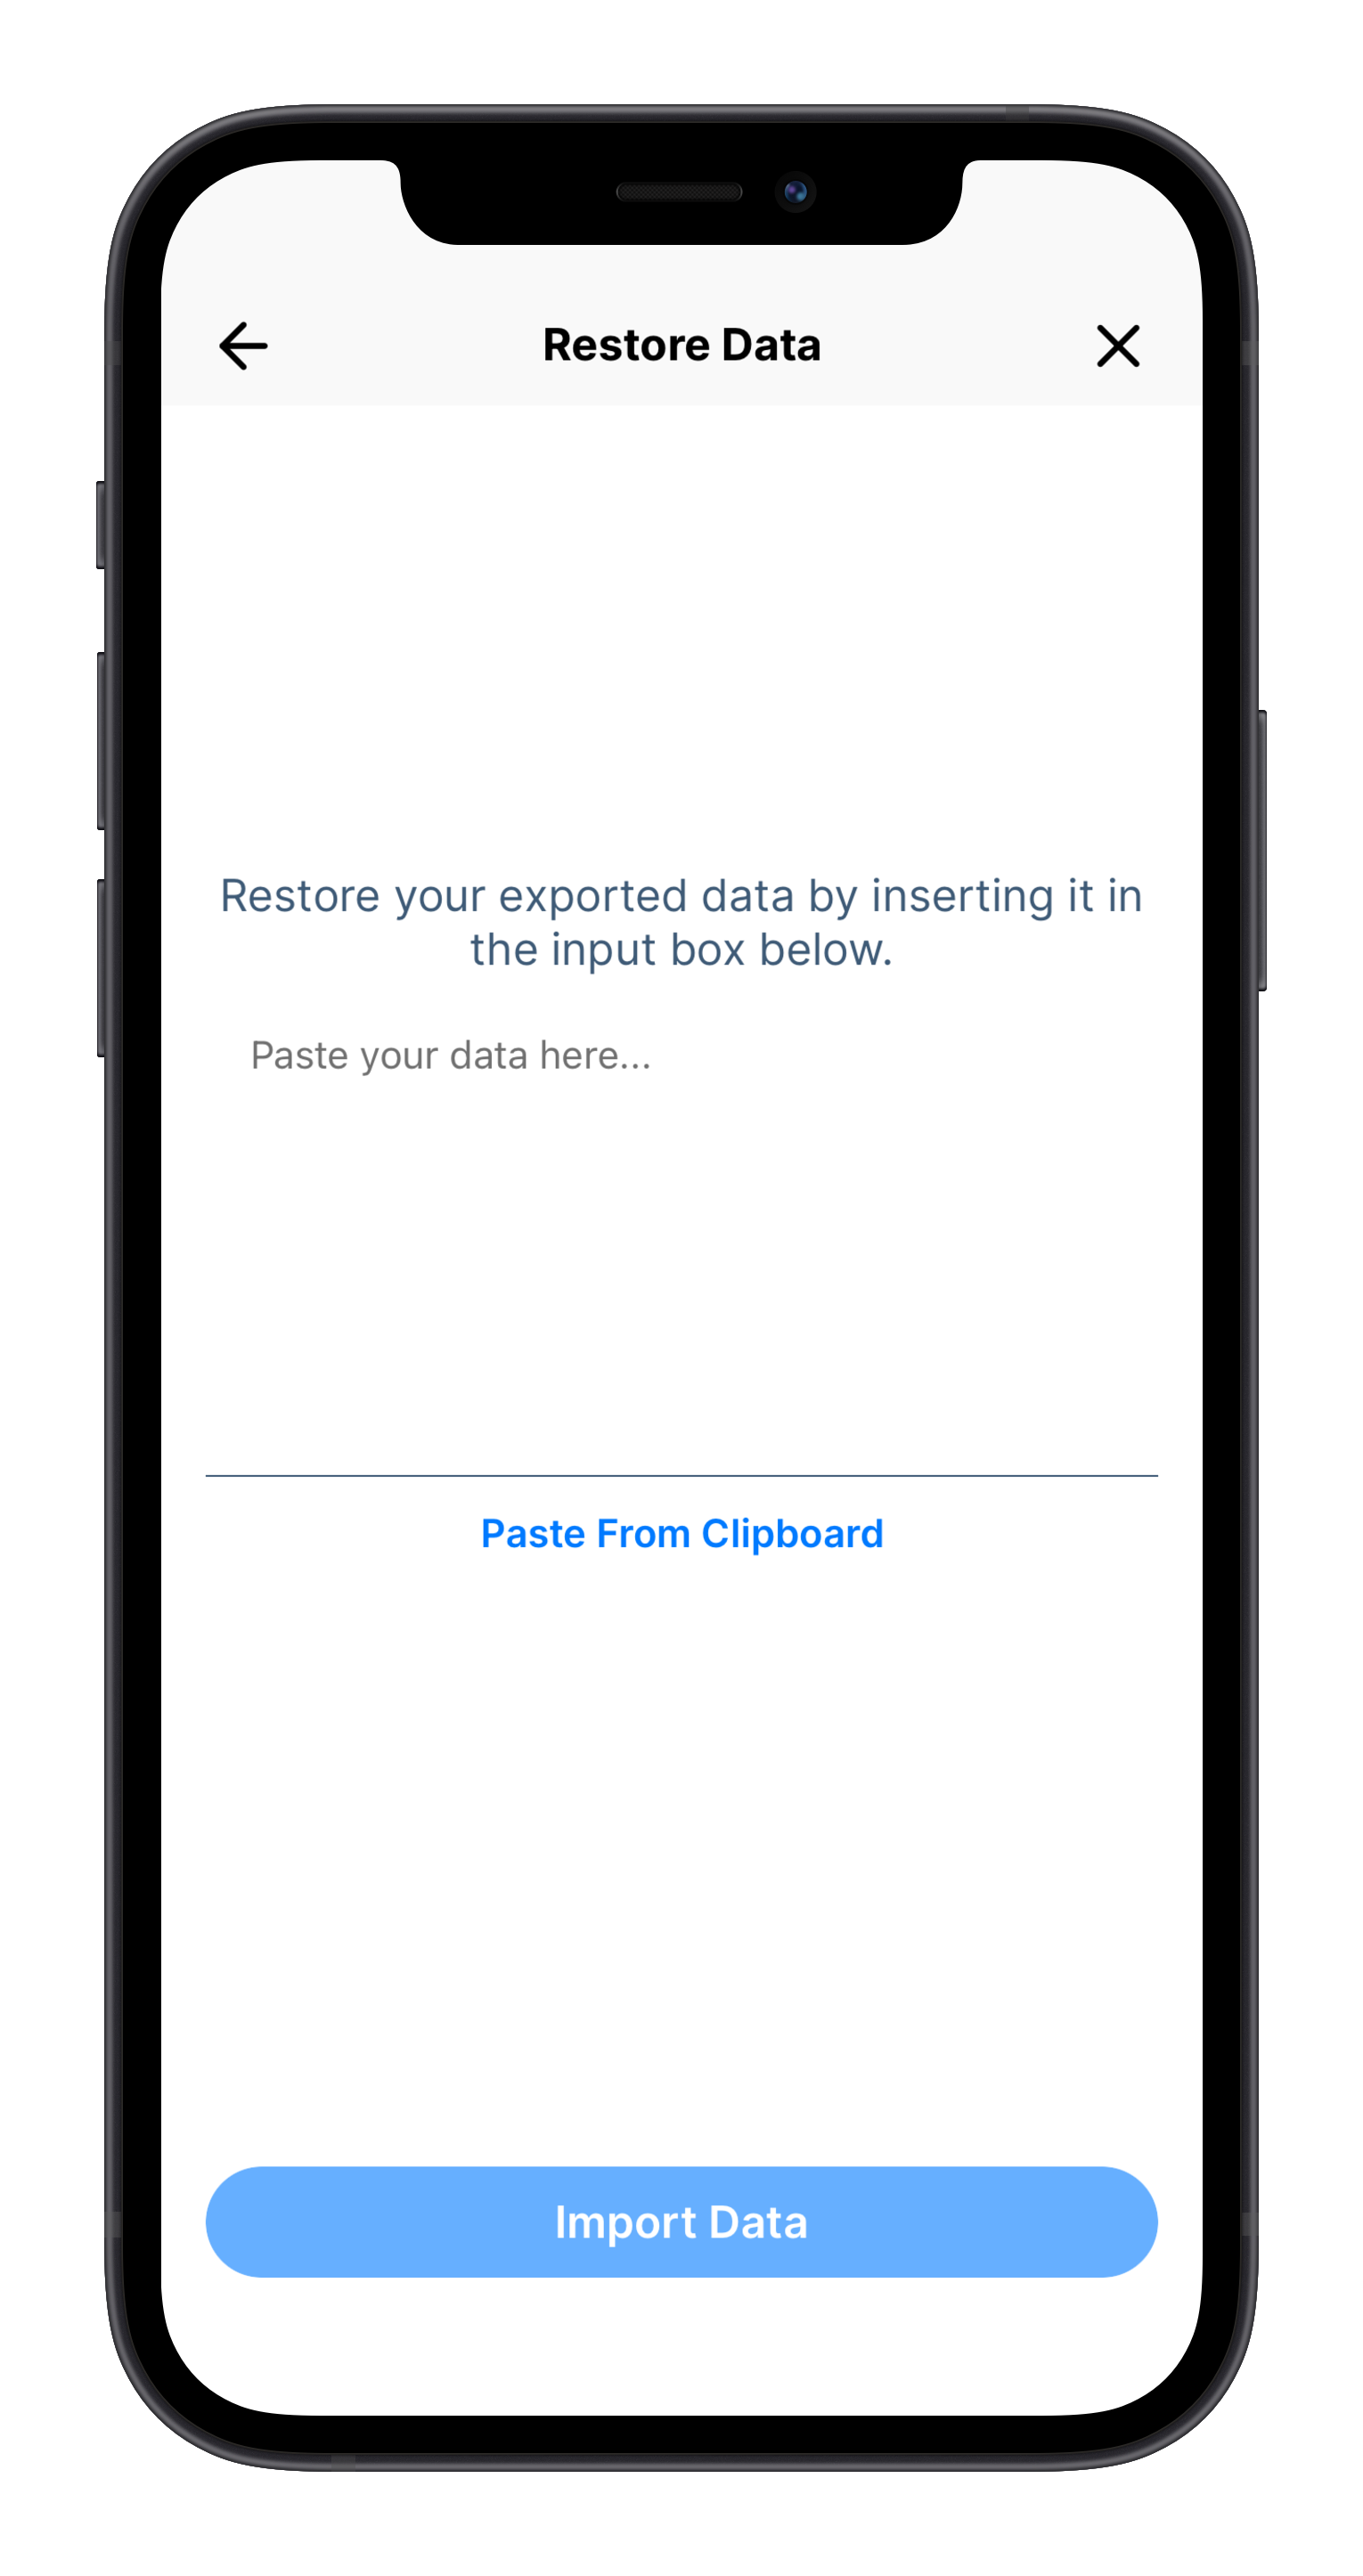 Restore Data
Restore your exported data by inserting it in
the input box below.
Paste your data here...
Paste From Clipboard
Import Data